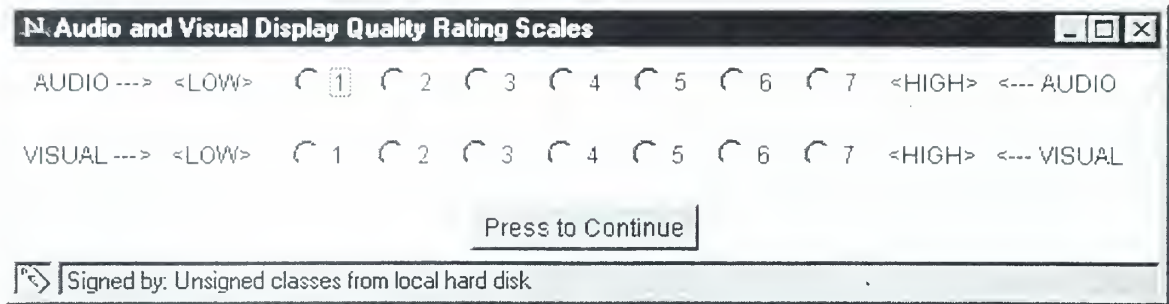 Audio and Visual Display Quality Rating Scales
AUDIO ---> <LOW> 1 2 3 4 5 6 7 <HIGH> <--- AUDIO
VISUAL ---> <LOW> 1 2 3 4 5 6 7 <HIGH> <--- VISUAL
Press to Continue
Signed by: Unsigned classes from local hard disk